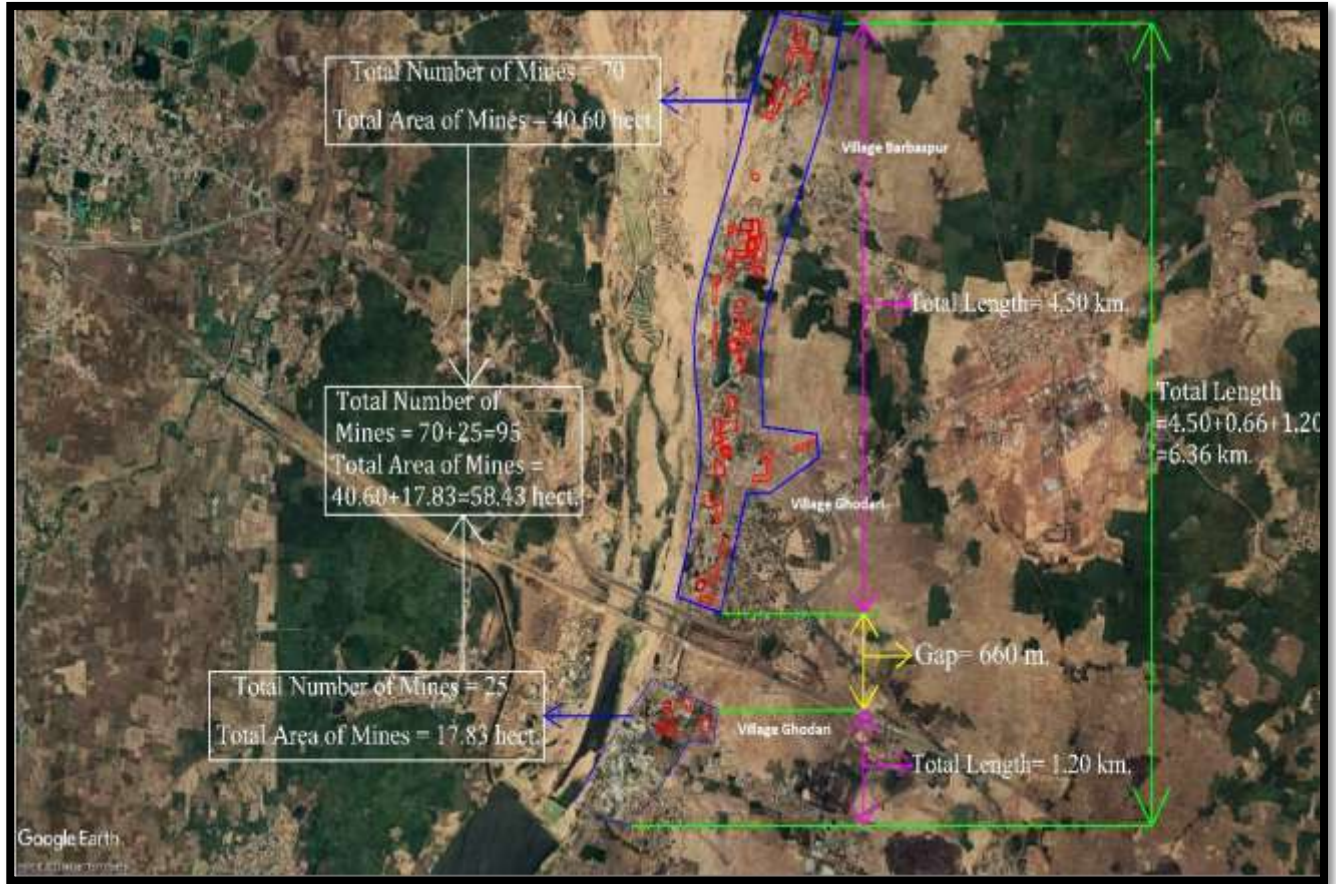 Total Number of Mines = 70
Total Area of Mines = 40.60 hect.
Village Barbaspur
Total Length= 4.50 km.
Total Number of
Mines = 70+25=95
Total Area of Mines =
40.60+17.83=58.43 hect.
Total Length
=4.50+0.66+1.20
=6.36 km.
Village Ghodari
Gap= 660 m.
Total Number of Mines = 25
Total Area of Mines = 17.83 hect.
Village Ghodari
Total Length= 1.20 km.
Google Earth